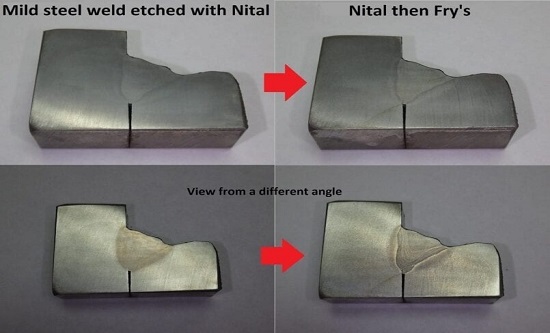 Mild steel weld etched with Nital
Nital then Fry's
View from a different angle